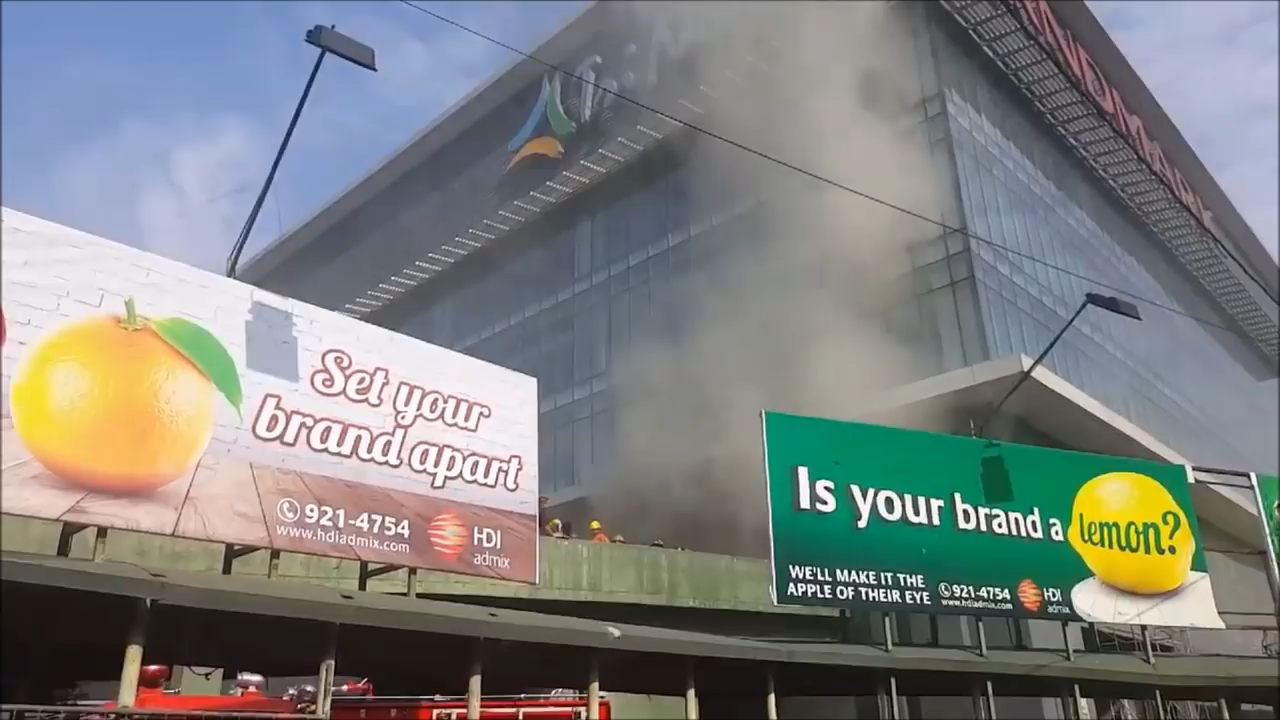 Set your
brand apart
921-4754
www.hdiadmix.com
HDI
admix
Is your brand a
lemon?
WE'LL MAKE IT THE
APPLE OF THEIR EYE
921-4754
www.hdiadmix.com
HDI
admix